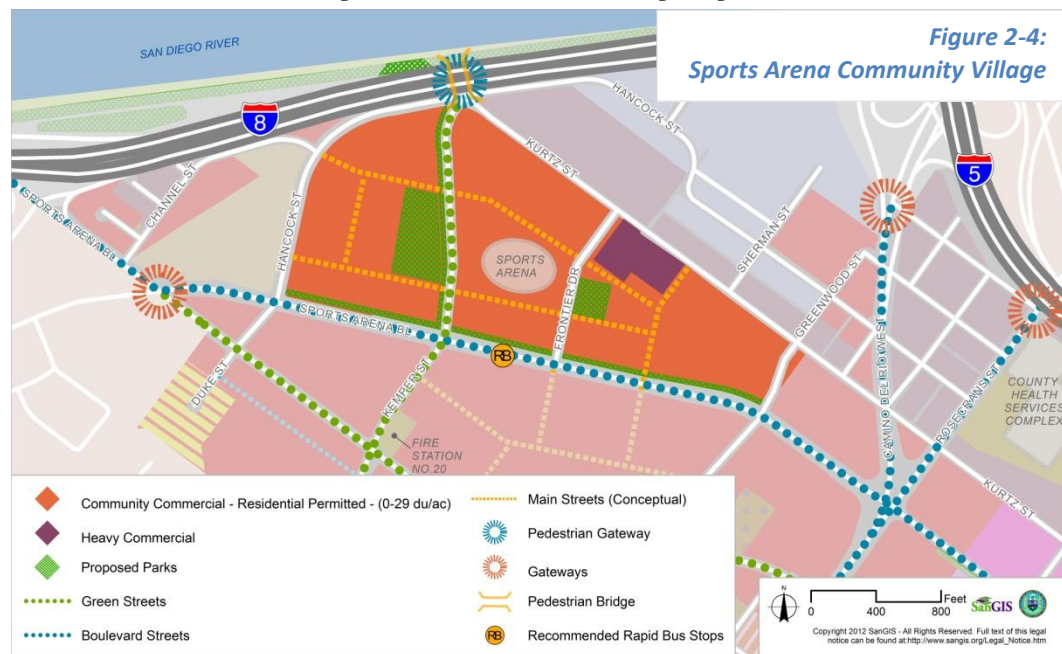 Figure 2-4:
Sports Arena Community Village
SAN DIEGO RIVER
8
HANCOCK ST
5
KURTZ ST
CHANNEL ST
SPORTS ARENA BL
HANCOCK ST
SHERMAN ST
SPORTS
ARENA
FRONTIER DR
GREENWOOD ST
CAMINO DEL RIO WEST
ROSECRANS ST
SPORTS ARENA BL
COUNTY
HEALTH
SERVICES
COMPLEX
DUKE ST
KEMPER ST
RB
FIRE
STATION
NO.20
KURTZ ST
Community Commercial - Residential Permitted - (0-29 du/ac)
Heavy Commercial
Proposed Parks
Green Streets
Boulevard Streets
Main Streets (Conceptual)
Pedestrian Gateway
Gateways
Pedestrian Bridge
RB Recommended Rapid Bus Stops
N
Feet
0 400 800
SanGIS
Copyright 2012 SanGIS - All Rights Reserved. Full text of this legal
notice can be found at:http://www.sangis.org/Legal_Notice.htm